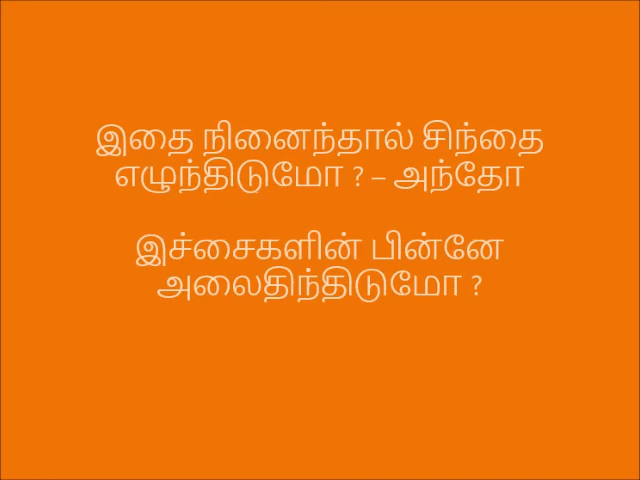 இதை நினைந்தால் சிந்தை
எழுந்திடுமோ ? – அந்தோ
இச்சைகளின் பின்னே
அலைதிந்திடுமோ ?